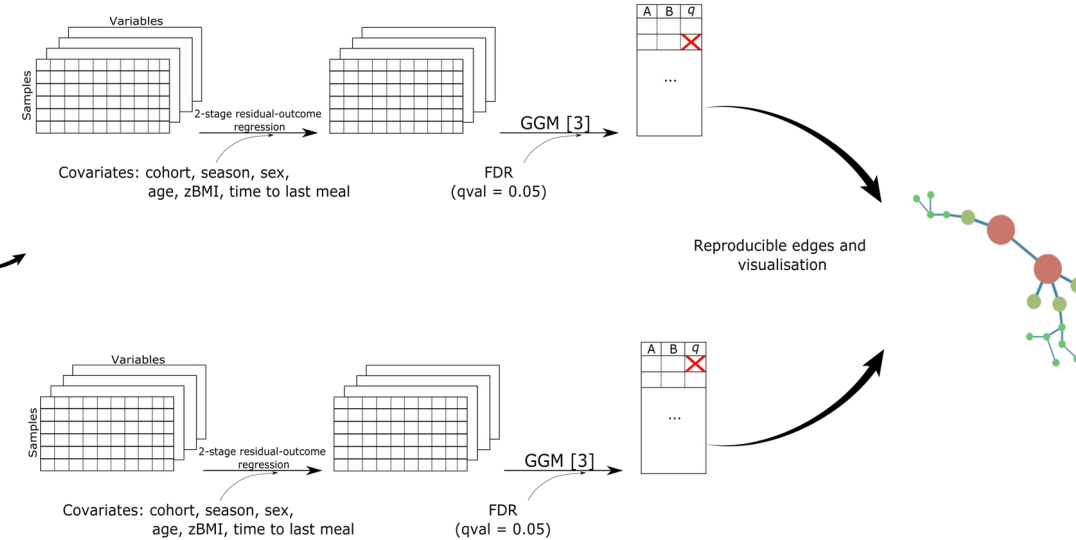 Variables
Samples
2-stage residual-outcome
regression
Covariates: cohort, season, sex,
age, zBMI, time to last meal
GGM [3]
FDR
(qval = 0.05)
A B q
...
Reproducible edges and
visualisation
Variables
Samples
2-stage residual-outcome
regression
Covariates: cohort, season, sex,
age, zBMI, time to last meal
GGM [3]
FDR
(qval = 0.05)
A B q
...